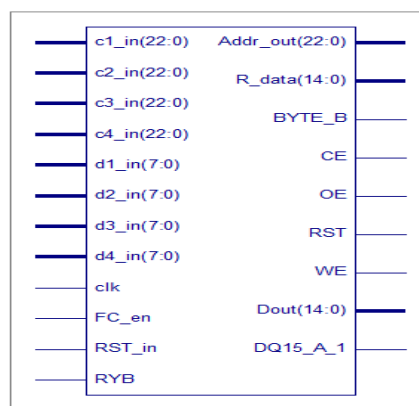 c1_in(22:0)
c2_in(22:0)
c3_in(22:0)
c4_in(22:0)
d1_in(7:0)
d2_in(7:0)
d3_in(7:0)
d4_in(7:0)
clk
FC_en
RST_in
RYB
Addr_out(22:0)
R_data(14:0)
BYTE_B
CE
OE
RST
WE
Dout(14:0)
DQ15_A_1